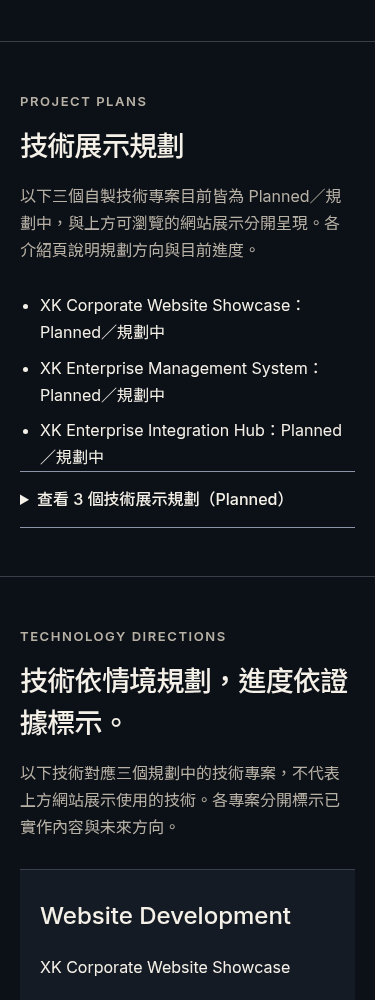 PROJECT PLANS
技術展示規劃
以下三個自製技術專案目前皆為 Planned／規
劃中，與上方可瀏覽的網站展示分開呈現。各
介紹頁說明規劃方向與目前進度。
• XK Corporate Website Showcase：
Planned／規劃中
• XK Enterprise Management System：
Planned／規劃中
• XK Enterprise Integration Hub：Planned
／規劃中
▶ 查看 3 個技術展示規劃（Planned）
TECHNOLOGY DIRECTIONS
技術依情境規劃，進度依證
據標示。
以下技術對應三個規劃中的技術專案，不代表
上方網站展示使用的技術。各專案分開標示已
實作內容與未來方向。
Website Development
XK Corporate Website Showcase